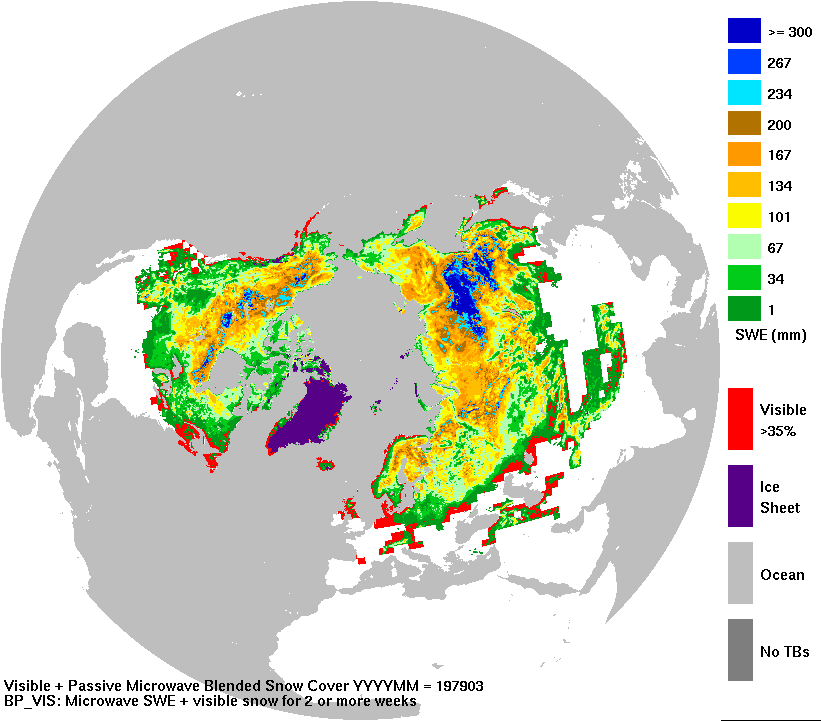 >= 300
267
234
200
167
134
101
67
34
1
SWE (mm)
Visible
>35%
Ice
Sheet
Ocean
No TBs
Visible + Passive Microwave Blended Snow Cover YYYYMM = 197903
BP_VIS: Microwave SWE + visible snow for 2 or more weeks